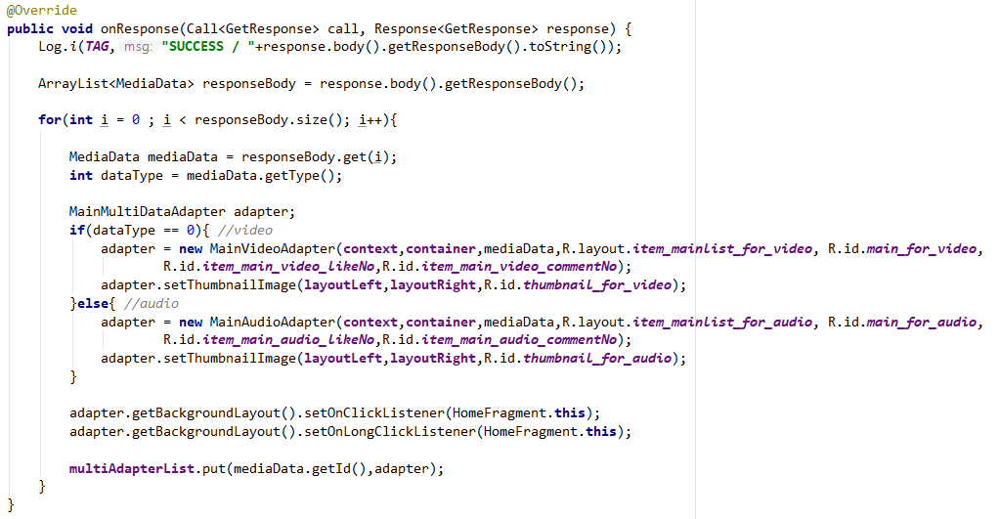 @Override
public void onResponse(Call<GetResponse> call, Response<GetResponse> response) {
    Log.i(TAG, msg: "SUCCESS / "+response.body().getResponseBody().toString());

    ArrayList<MediaData> responseBody = response.body().getResponseBody();

    for(int i = 0 ; i < responseBody.size(); i++){

        MediaData mediaData = responseBody.get(i);
        int dataType = mediaData.getType();

        MainMultiDataAdapter adapter;
        if(dataType == 0){ //video
            adapter = new MainVideoAdapter(context,container,mediaData,R.layout.item_mainlist_for_video, R.id.main_for_video,
                    R.id.item_main_video_likeNo,R.id.item_main_video_commentNo);
            adapter.setThumbnailImage(layoutLeft,layoutRight,R.id.thumbnail_for_video);
        }else{ //audio
            adapter = new MainAudioAdapter(context,container,mediaData,R.layout.item_mainlist_for_audio, R.id.main_for_audio,
                    R.id.item_main_audio_likeNo,R.id.item_main_audio_commentNo);
            adapter.setThumbnailImage(layoutLeft,layoutRight,R.id.thumbnail_for_audio);
        }

        adapter.getBackgroundLayout().setOnClickListener(HomeFragment.this);
        adapter.getBackgroundLayout().setOnLongClickListener(HomeFragment.this);

        multiAdapterList.put(mediaData.getId(),adapter);
    }
}